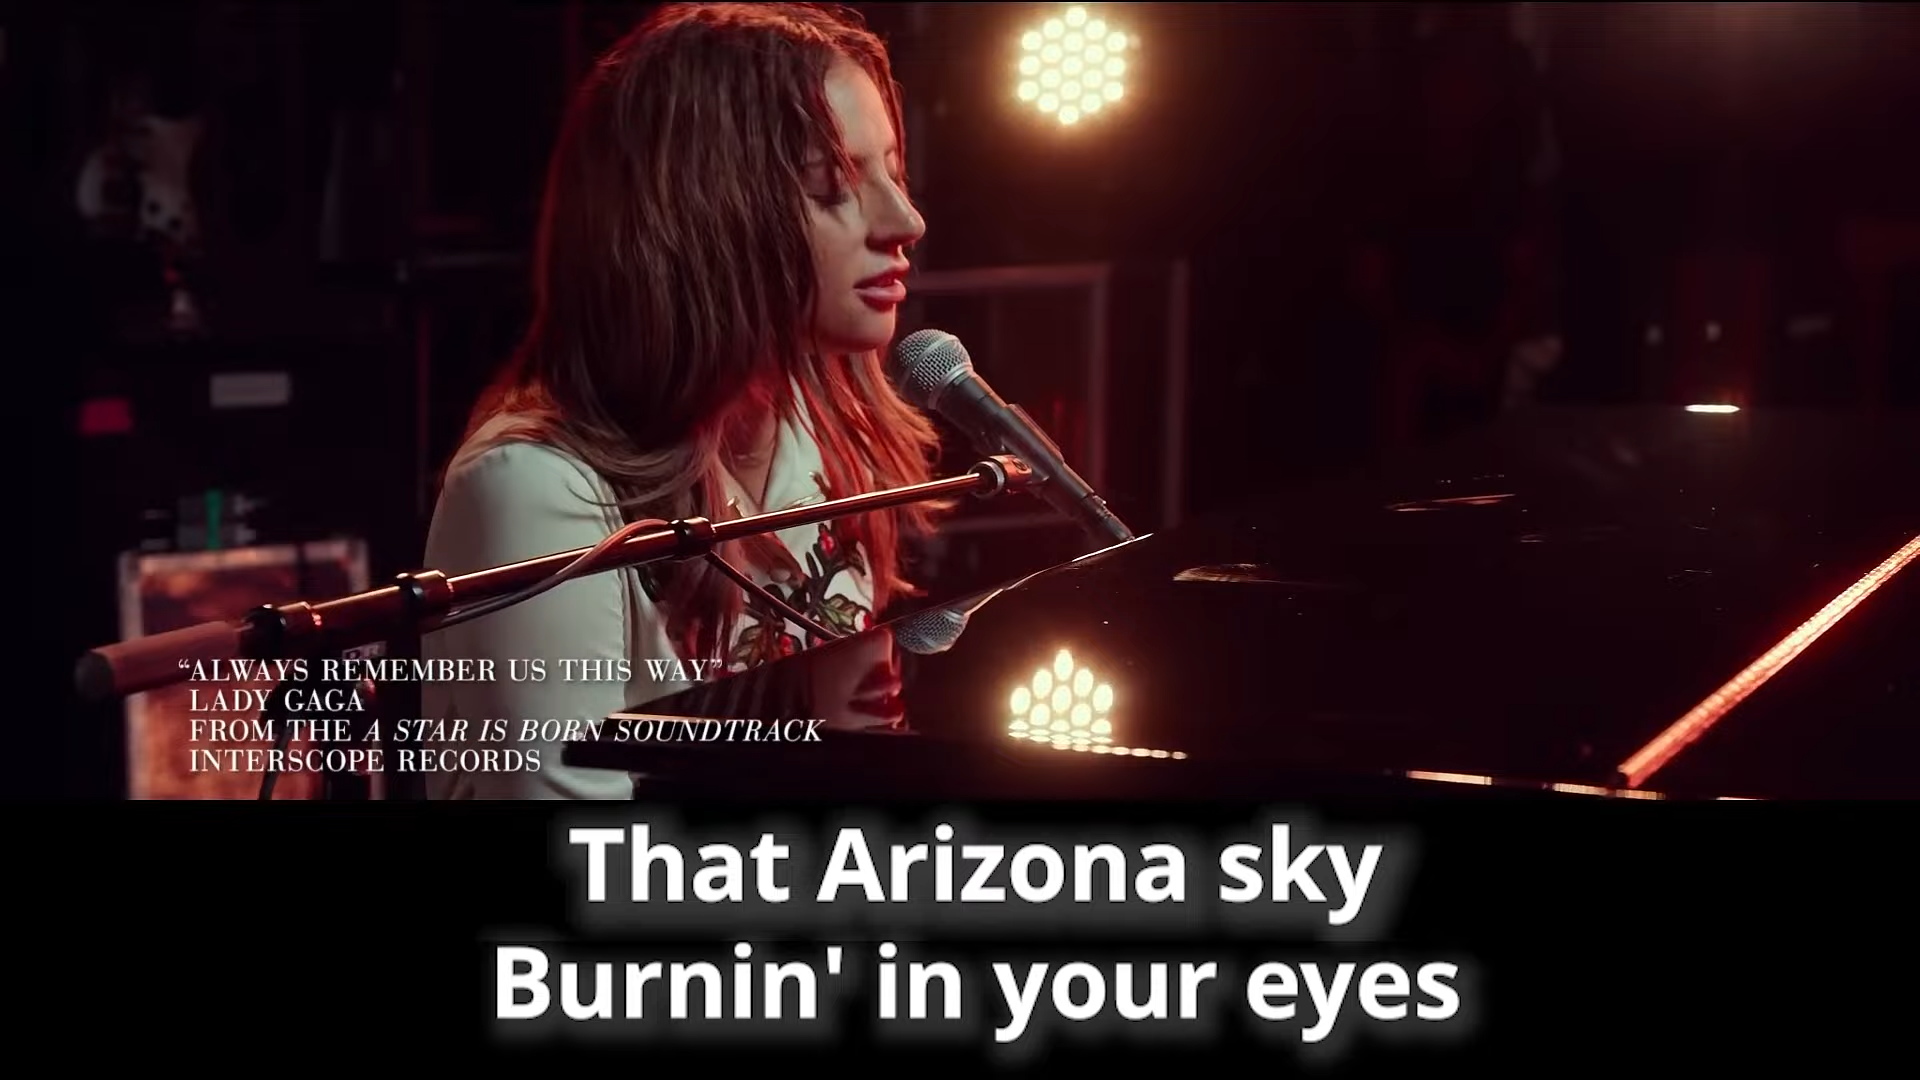 “ALWAYS REMEMBER US THIS WAY”
LADY GAGA
FROM THE A STAR IS BORN SOUNDTRACK
INTERSCOPE RECORDS
That Arizona sky
Burnin' in your eyes